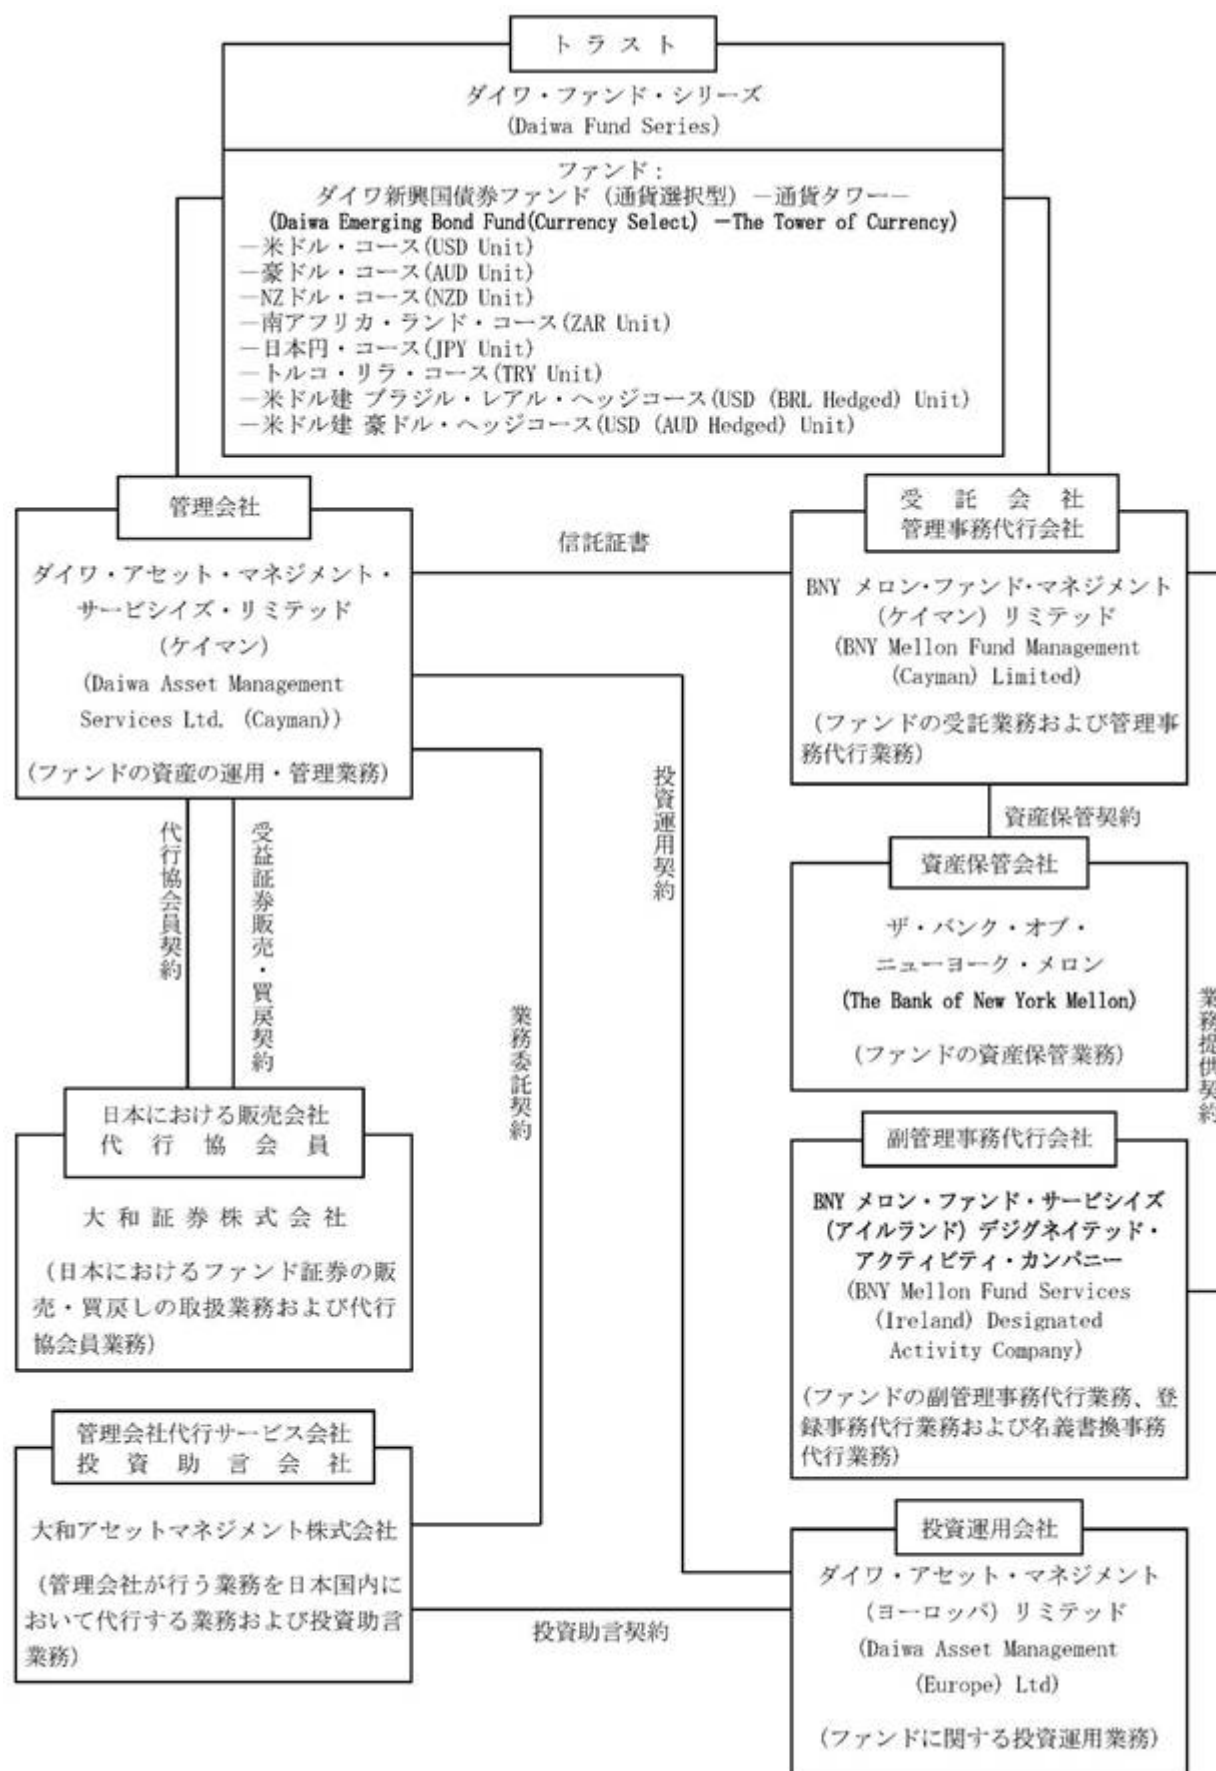 トラスト
ダイワ・ファンド・シリーズ
(Daiwa Fund Series)
ファンド：
ダイワ新興国債券ファンド（通貨選択型）－通貨タワー－
(Daiwa Emerging Bond Fund(Currency Select) －The Tower of Currency)
－米ドル・コース(USD Unit)
－豪ドル・コース(AUD Unit)
－NZドル・コース(NZD Unit)
－南アフリカ・ランド・コース(ZAR Unit)
－日本円・コース(JPY Unit)
－トルコ・リラ・コース(TRY Unit)
－米ドル建 ブラジル・レアル・ヘッジコース(USD (BRL Hedged) Unit)
－米ドル建 豪ドル・ヘッジコース(USD (AUD Hedged) Unit)
管理会社
ダイワ・アセット・マネジメント・
サービシイズ・リミテッド
（ケイマン）
(Daiwa Asset Management
Services Ltd. (Cayman))
(ファンドの資産の運用・管理業務)
信託証書
受託会社
管理事務代行会社
BNY メロン・ファンド・マネジメント
（ケイマン）リミテッド
(BNY Mellon Fund Management
(Cayman) Limited)
（ファンドの受託業務および管理事
務代行業務）
代行協会員契約
受益証券販売・買戻契約
業務委託契約
投資運用契約
資産保管契約
資産保管会社
ザ・バンク・オブ・
ニューヨーク・メロン
(The Bank of New York Mellon)
（ファンドの資産保管業務）
業務提供契約
日本における販売会社
代行協会員
大和証券株式会社
（日本におけるファンド証券の販
売・買戻しの取扱業務および代行
協会員業務）
副管理事務代行会社
BNY メロン・ファンド・サービシイズ
（アイルランド）デジグネイテッド・
アクティビティ・カンパニー
(BNY Mellon Fund Services
(Ireland) Designated
Activity Company)
(ファンドの副管理事務代行業務、登
録事務代行業務および名義書換事務
代行業務)
管理会社代行サービス会社
投資助言会社
大和アセットマネジメント株式会社
（管理会社が行う業務を日本国内に
おいて代行する業務および投資助言
業務）
投資助言契約
投資運用会社
ダイワ・アセット・マネジメント
（ヨーロッパ）リミテッド
(Daiwa Asset Management
(Europe) Ltd)
（ファンドに関する投資運用業務）